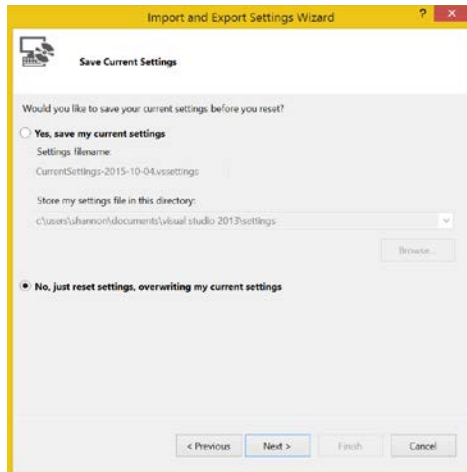 Import and Export Settings Wizard
?
Save Current Settings
Would you like to save your current settings before you reset?
Yes, save my current settings
Settings filename:
CurrentSettings-2015-10-04.vssettings
Store my settings file in this directory:
c:\users\shannon\documents\visual studio 2013\settings
Browse...
No, just reset settings, overwriting my current settings
< Previous Next > Finish Cancel